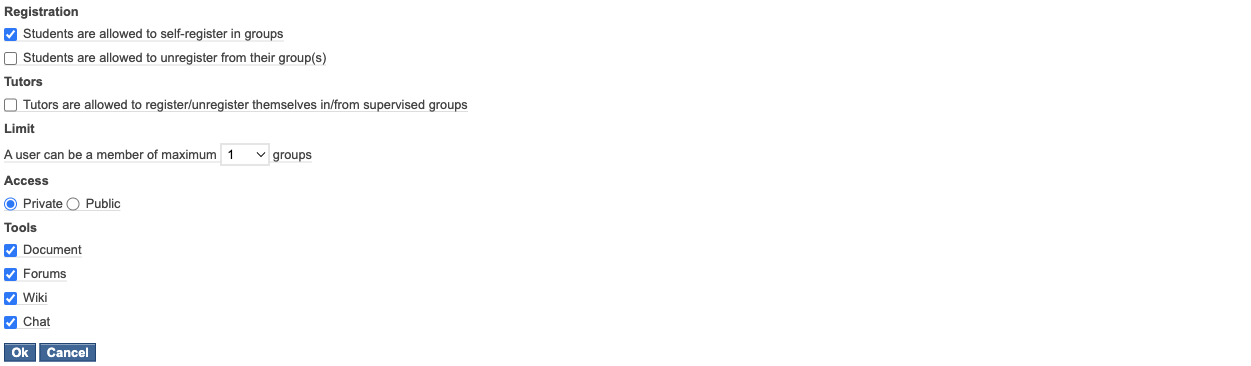 Registration
Students are allowed to self-register in groups
Students are allowed to unregister from their group(s)
Tutors
Tutors are allowed to register/unregister themselves in/from supervised groups
Limit
A user can be a member of maximum 1 groups
Access
Private Public
Tools
Document
Forums
Wiki
Chat
Ok Cancel